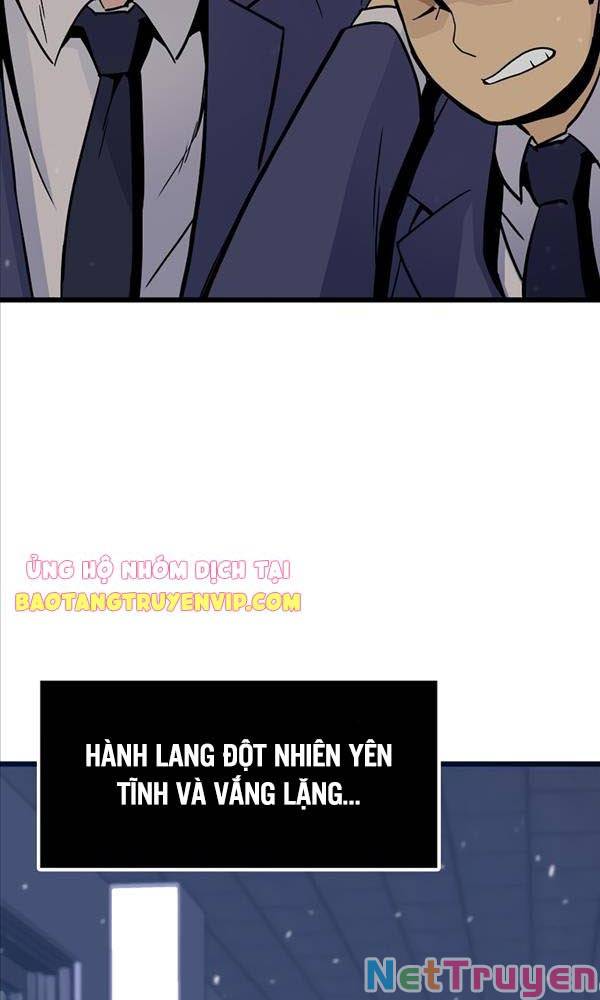 ỦNG HỘ NHÓM DỊCH TẠI
BAOTANGTRUYENVIP.COM
HÀNH LANG ĐỘT NHIÊN YÊN
TĨNH VÀ VẮNG LẶNG...
NetTruyen